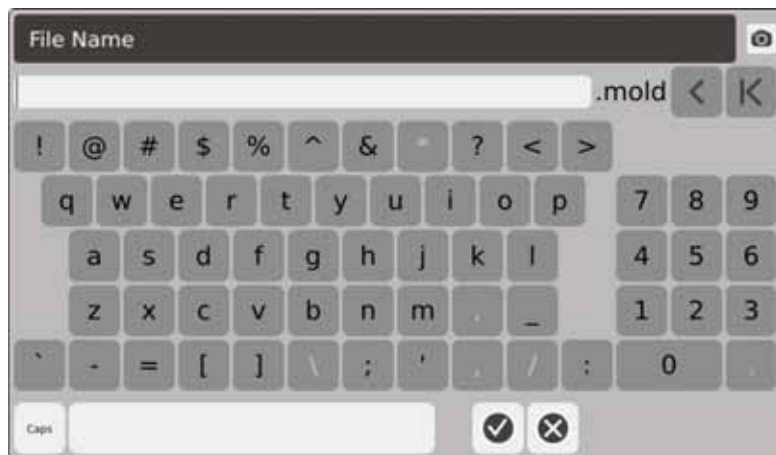 File Name
.mold < K
! @ # $ % ^ & * ? < >
q w e r t y u i o p 7 8 9
a s d f g h j k l 4 5 6
z x c v b n m . _ 1 2 3
` - = [ ] \ ; ' , / : 0 .
Caps